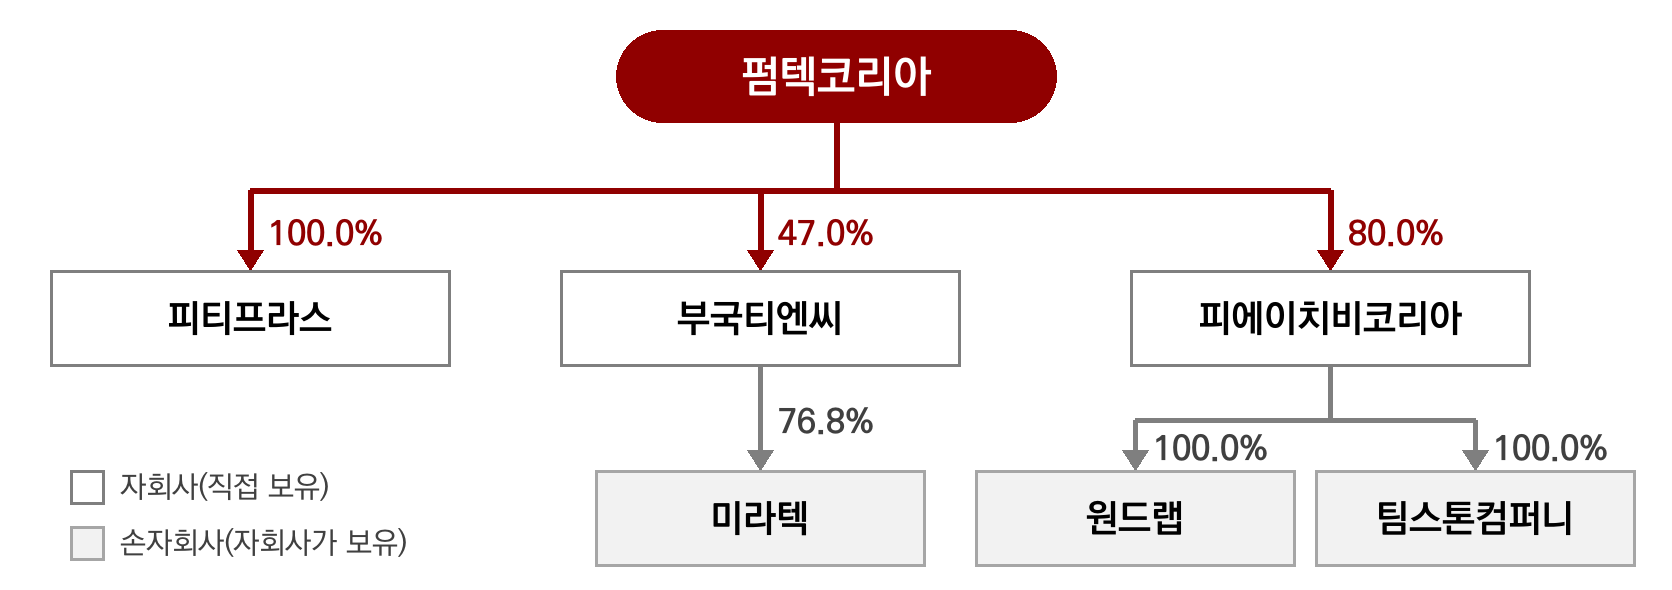 펌텍코리아
100.0%
47.0%
80.0%
피티프라스
부국티엔씨
피에이치비코리아
76.8%
100.0%
100.0%
미라텍
원드랩
팀스톤컴퍼니
자회사(직접 보유)
손자회사(자회사가 보유)